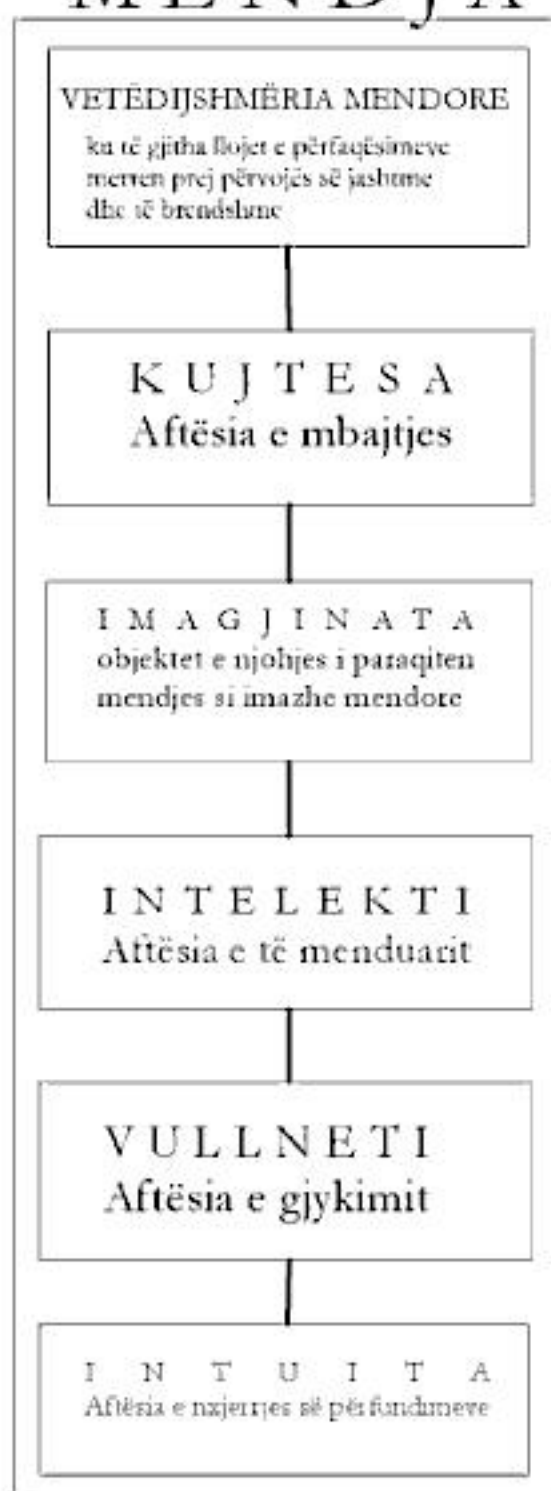 MENDJA
VETËDIJSHMËRIA MENDORE
ku të gjitha llojet e përfaqësimeve
merren prej përvojës së jashtme
dhe të brendshme
KUJTESA
Aftësia e mbajtjes
IMAGJINATA
objektet e njohjes i paraqiten
mendjes si imazhe mendore
INTELEKTI
Aftësia e të menduarit
VULLNETI
Aftësia e gjykimit
INTUITA
Aftësia e nxjerrjes së përfundimeve